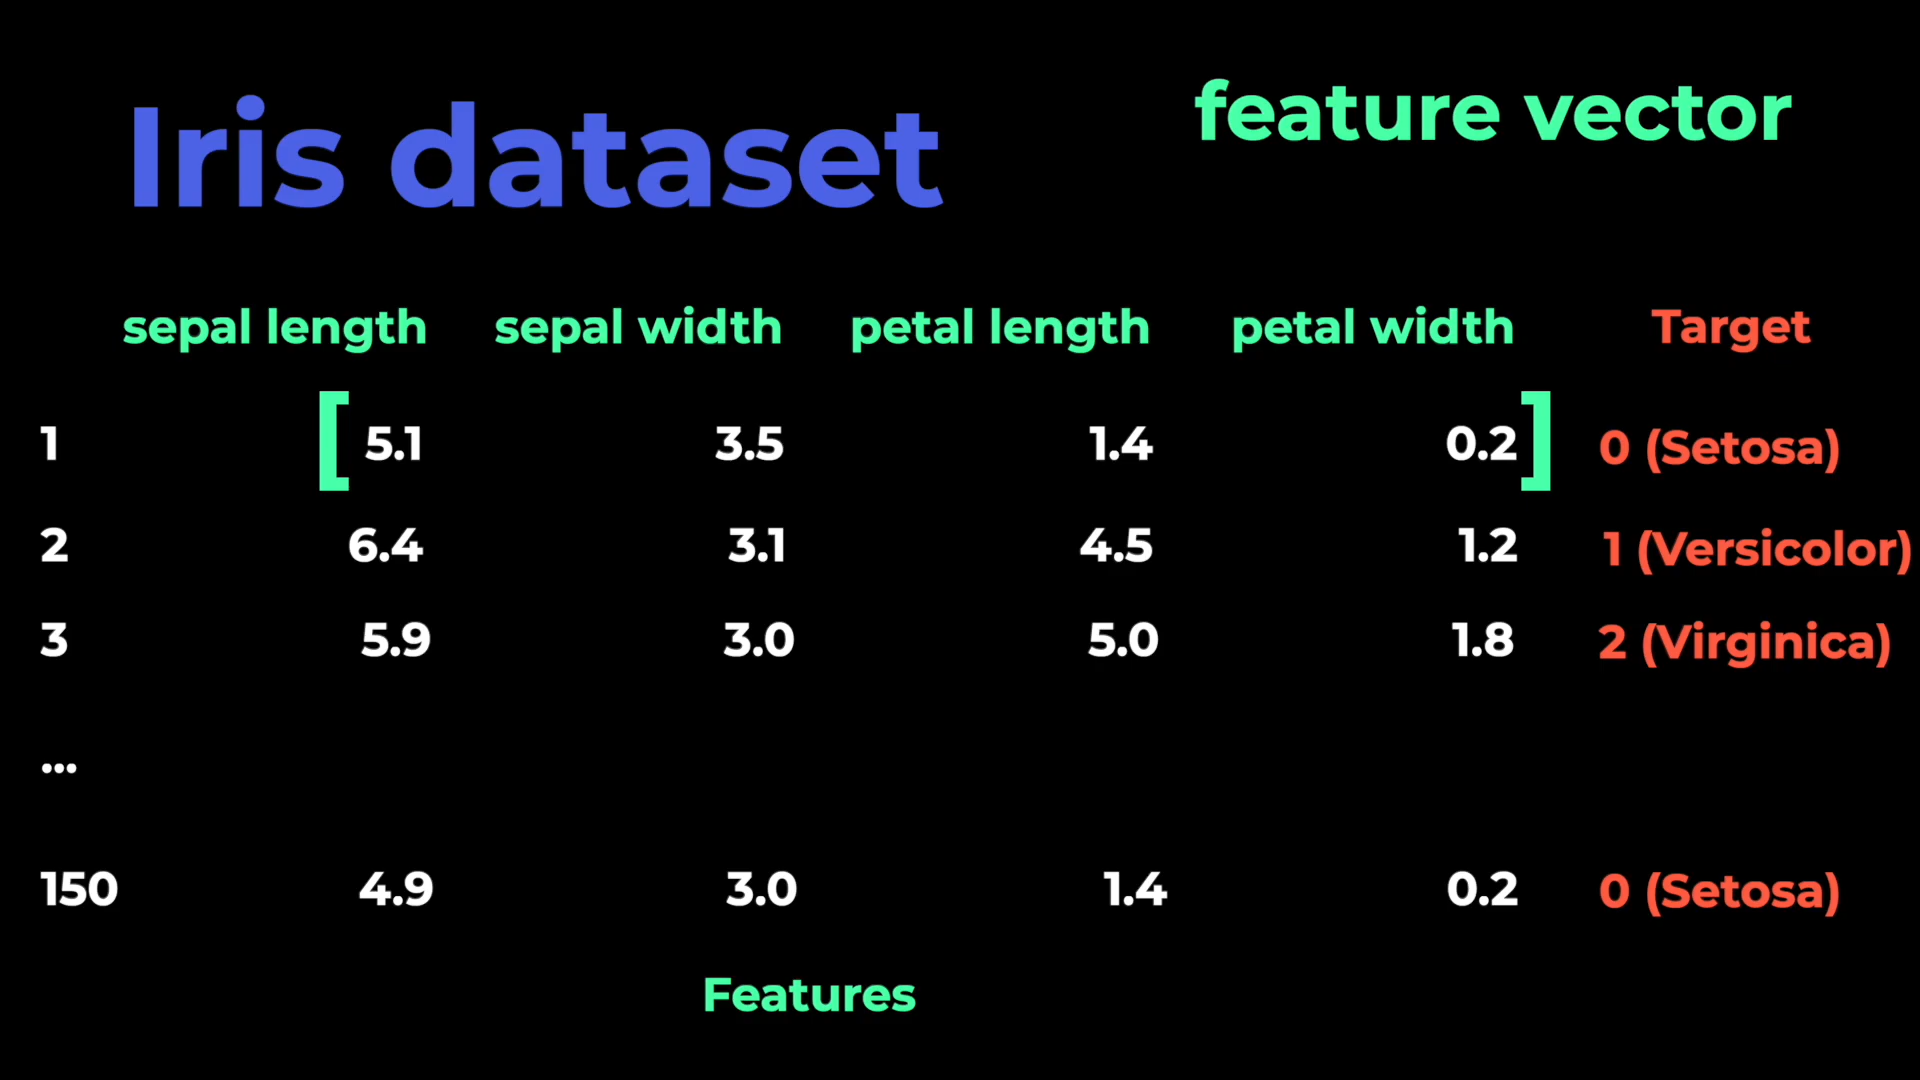 Iris dataset
feature vector
sepal length sepal width petal length petal width Target
1 [ 5.1 3.5 1.4 0.2 ] 0 (Setosa)
2 6.4 3.1 4.5 1.2 1 (Versicolor)
3 5.9 3.0 5.0 1.8 2 (Virginica)
...
150 4.9 3.0 1.4 0.2 0 (Setosa)
Features